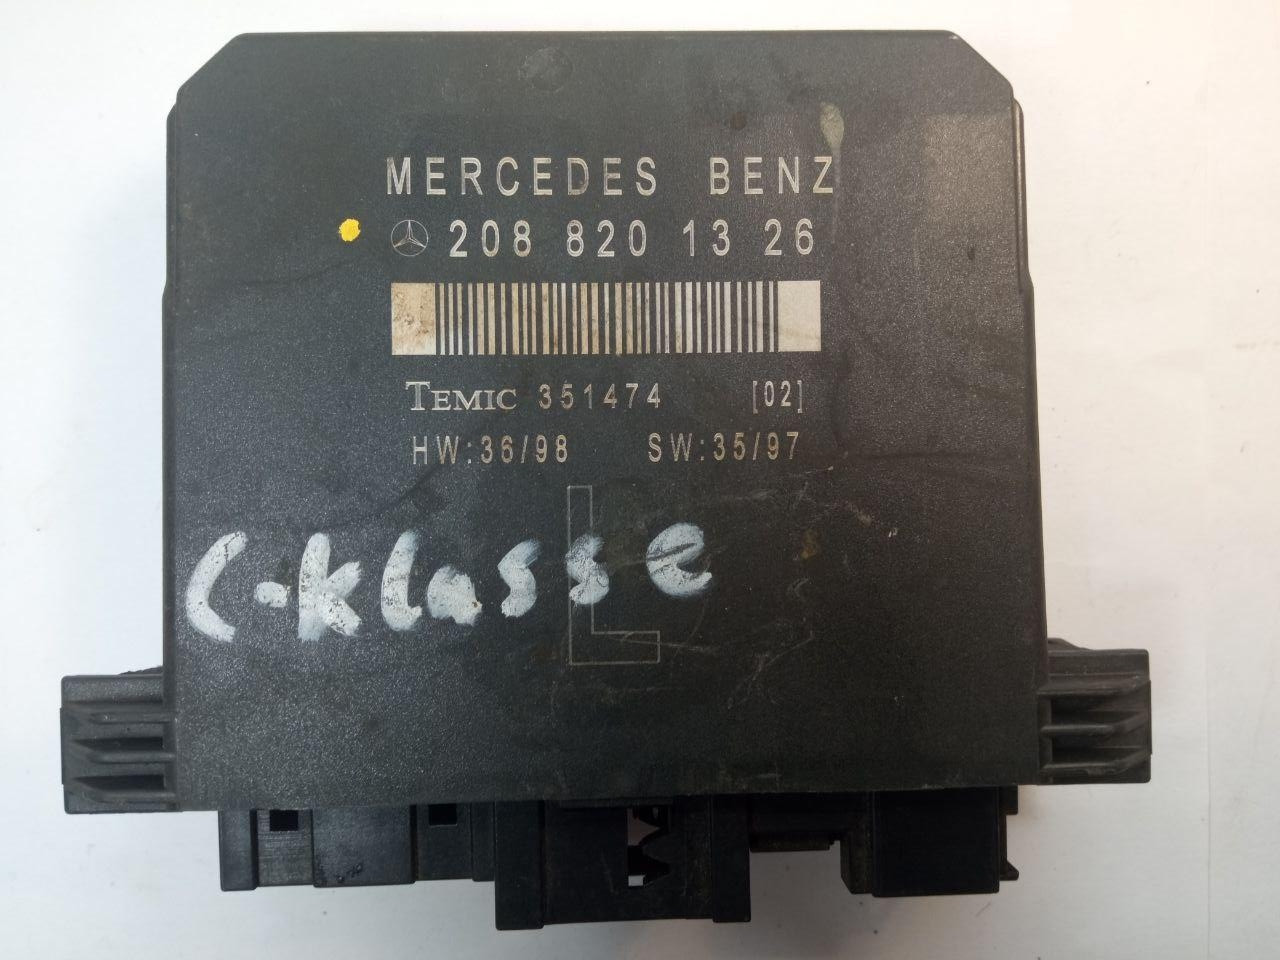 MERCEDES BENZ
208 820 13 26
TEMIC 351474 [02]
HW:36/98 SW:35/97
L
C-klasse